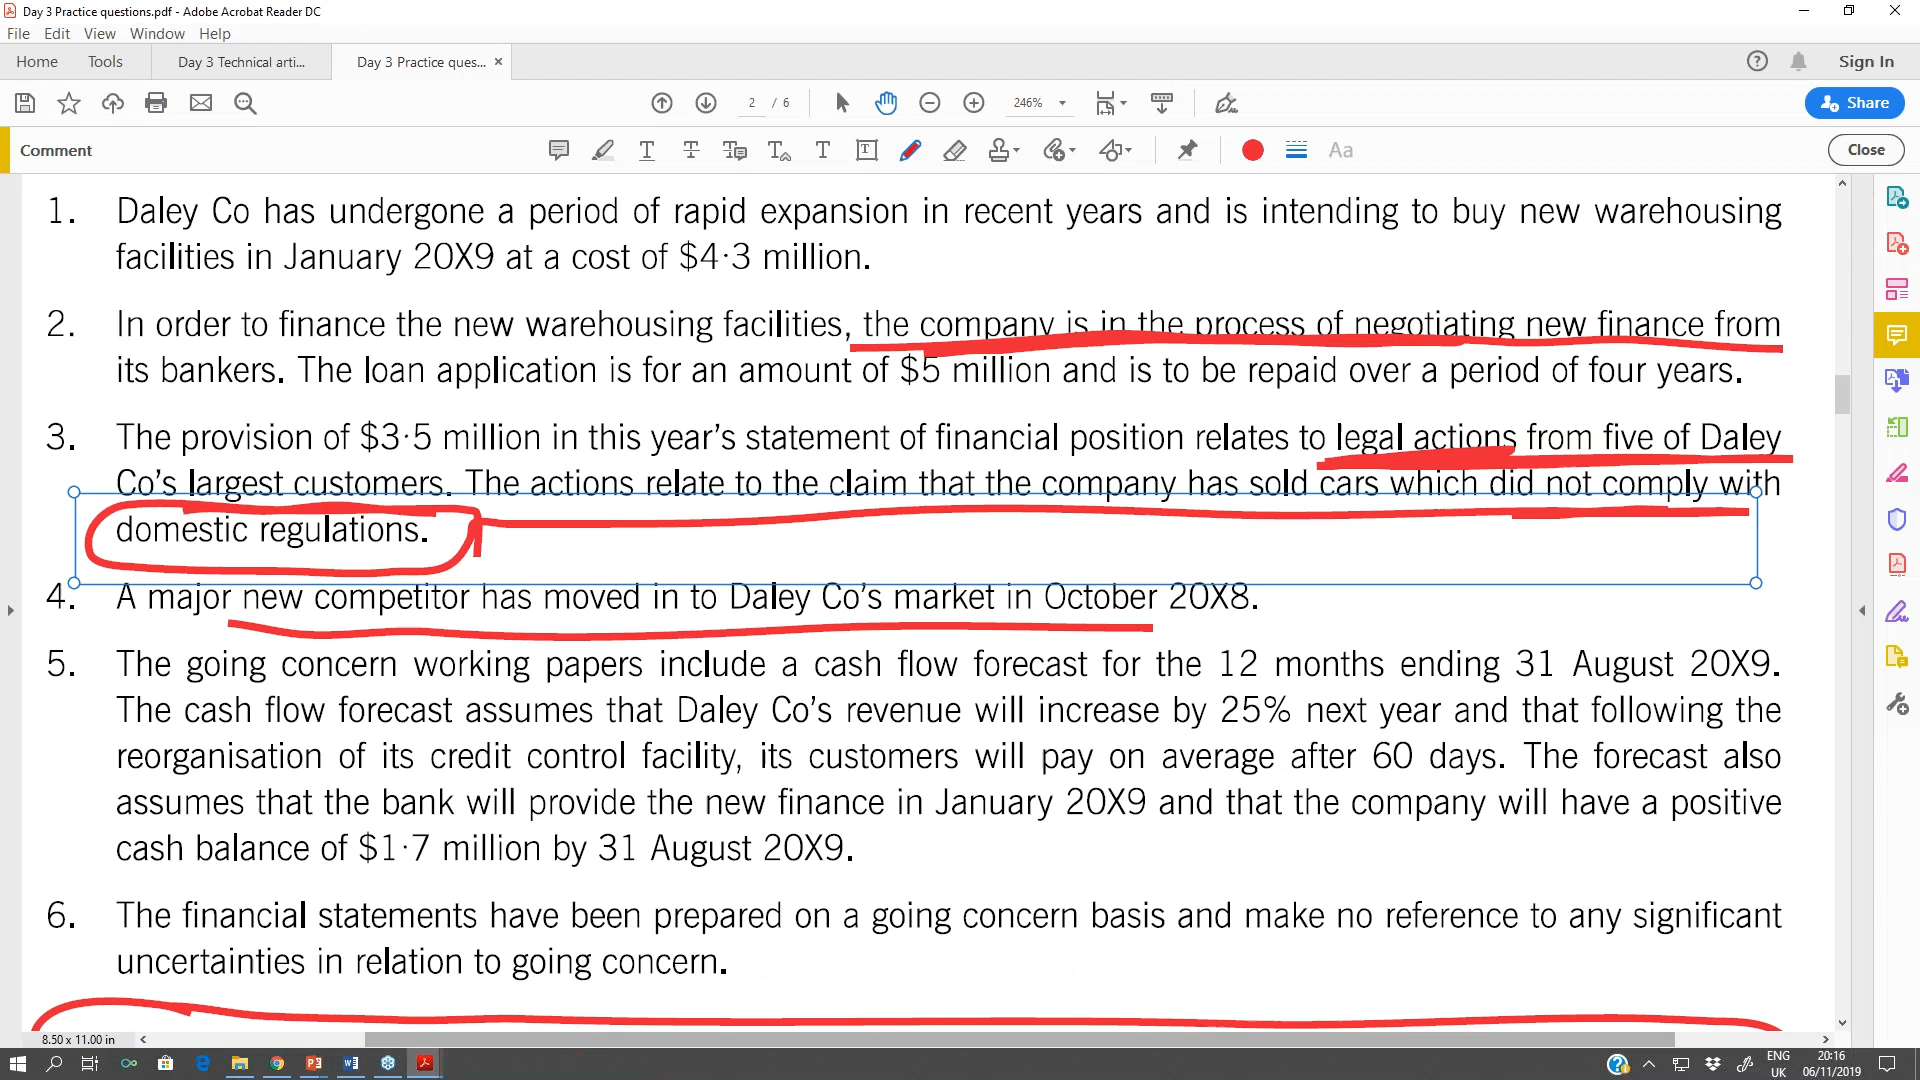 Day 3 Practice questions.pdf - Adobe Acrobat Reader DC
File Edit View Window Help
Home Tools Day 3 Technical arti... Day 3 Practice ques... × Sign In
2 / 6 246% Share
Comment Aa Close
1. Daley Co has undergone a period of rapid expansion in recent years and is intending to buy new warehousing
facilities in January 20X9 at a cost of $4·3 million.
2. In order to finance the new warehousing facilities, the company is in the process of negotiating new finance from
its bankers. The loan application is for an amount of $5 million and is to be repaid over a period of four years.
3. The provision of $3·5 million in this year's statement of financial position relates to legal actions from five of Daley
Co's largest customers. The actions relate to the claim that the company has sold cars which did not comply with
domestic regulations.
4. A major new competitor has moved in to Daley Co's market in October 20X8.
5. The going concern working papers include a cash flow forecast for the 12 months ending 31 August 20X9.
The cash flow forecast assumes that Daley Co's revenue will increase by 25% next year and that following the
reorganisation of its credit control facility, its customers will pay on average after 60 days. The forecast also
assumes that the bank will provide the new finance in January 20X9 and that the company will have a positive
cash balance of $1·7 million by 31 August 20X9.
6. The financial statements have been prepared on a going concern basis and make no reference to any significant
uncertainties in relation to going concern.
8.50 x 11.00 in
ENG 20:16
UK 06/11/2019